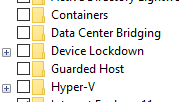 Containers
Data Center Bridging
Device Lockdown
Guarded Host
Hyper-V